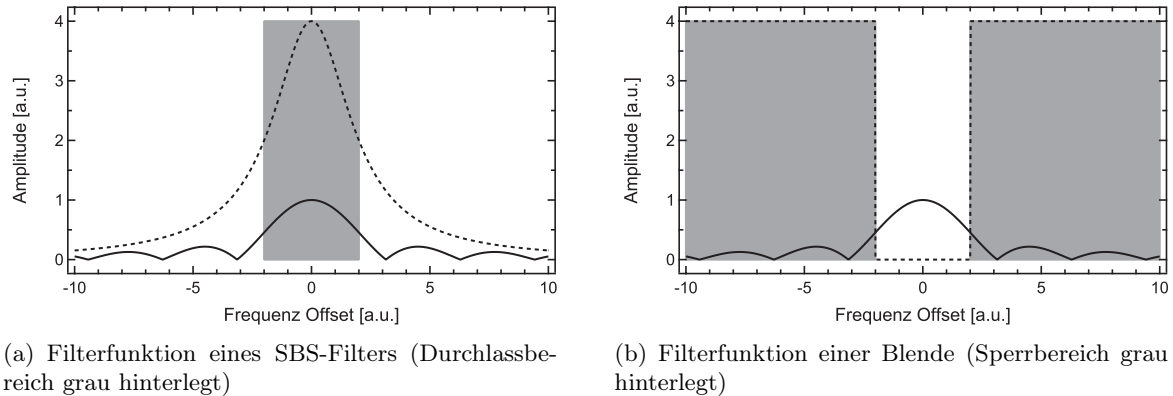 4
3
2
1
0
Amplitude [a.u.]
-10 -5 0 5 10
Frequenz Offset [a.u.]
(a) Filterfunktion eines SBS-Filters (Durchlassbe-
reich grau hinterlegt)
4
3
2
1
0
Amplitude [a.u.]
-10 -5 0 5 10
Frequenz Offset [a.u.]
(b) Filterfunktion einer Blende (Sperrbereich grau
hinterlegt)